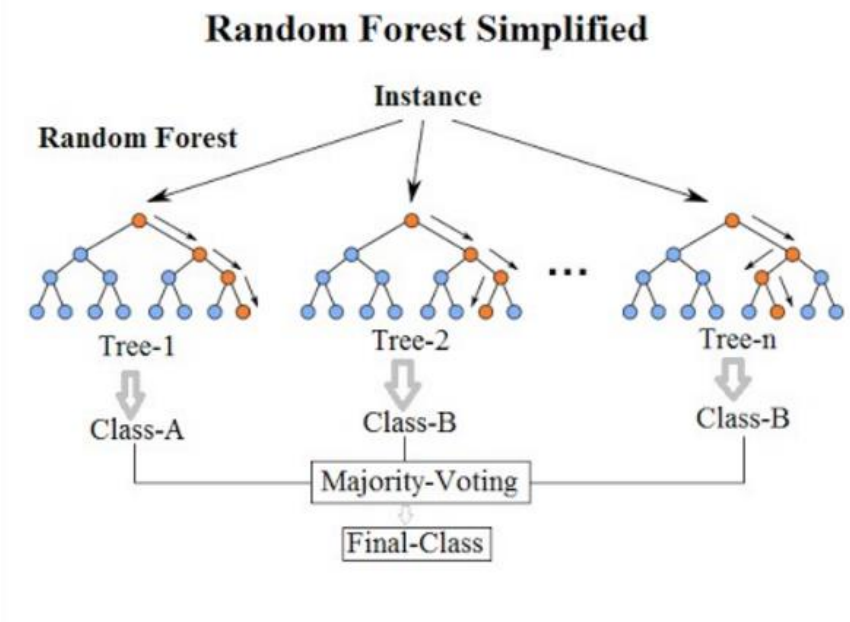 Random Forest Simplified
Instance
Random Forest
...
Tree-1
Tree-2
Tree-n
Class-A
Class-B
Class-B
Majority-Voting
Final-Class